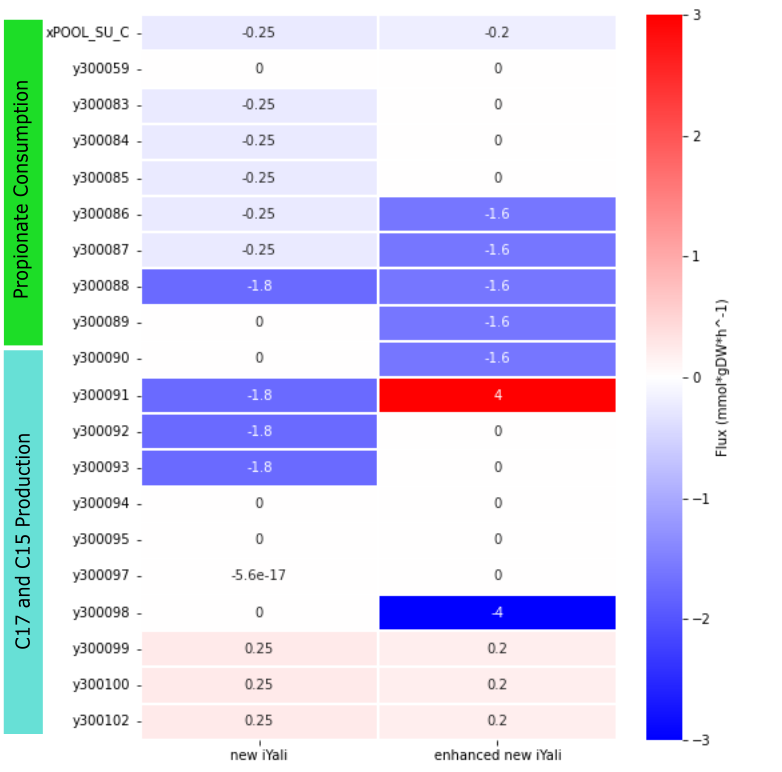 Propionate Consumption
C17 and C15 Production
xPOOL_SU_C -0.25 -0.2
y300059 0 0
y300083 -0.25 0
y300084 -0.25 0
y300085 -0.25 0
y300086 -0.25 -1.6
y300087 -0.25 -1.6
y300088 -1.8 -1.6
y300089 0 -1.6
y300090 0 -1.6
y300091 -1.8 4
y300092 -1.8 0
y300093 -1.8 0
y300094 0 0
y300095 0 0
y300097 -5.6e-17 0
y300098 0 -4
y300099 0.25 0.2
y300100 0.25 0.2
y300102 0.25 0.2
new iYali enhanced new iYali
3
2
1
0
−1
−2
−3
Flux (mmol*gDW*h^-1)